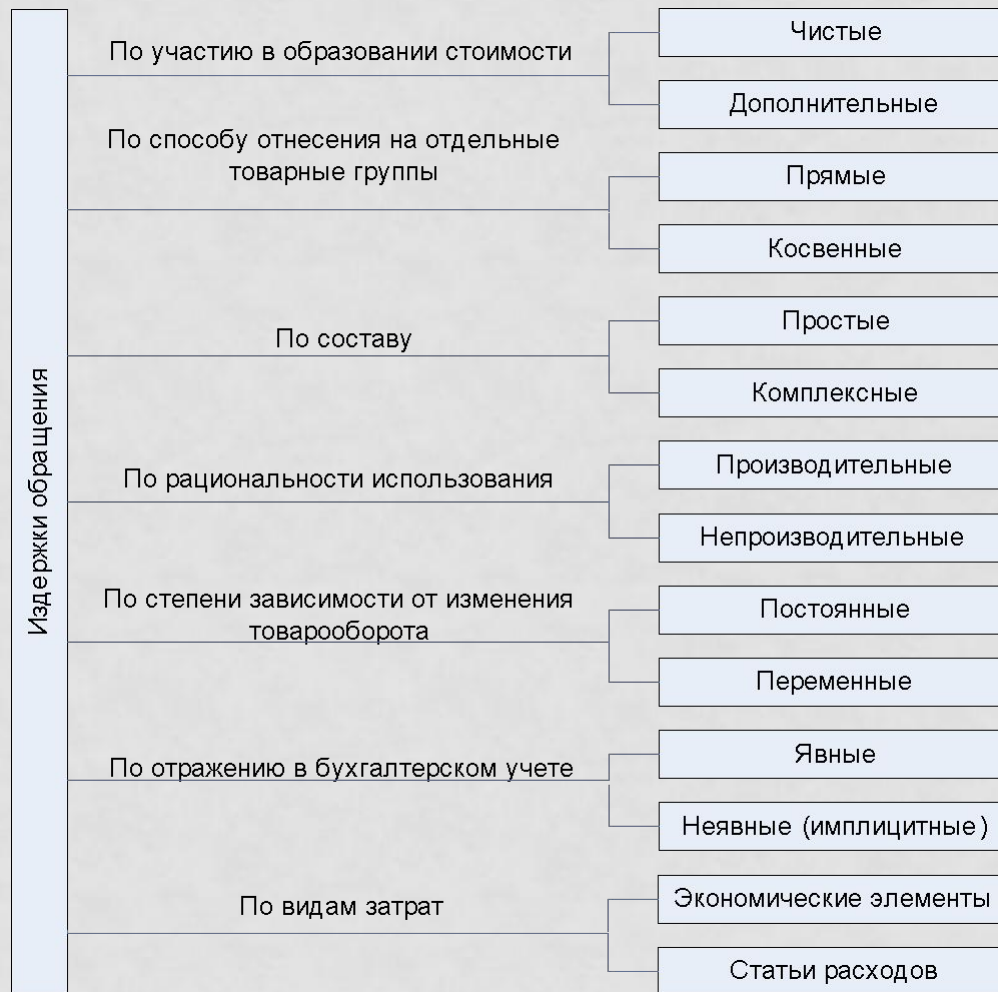 Издержки обращения
По участию в образовании стоимости
Чистые
Дополнительные
По способу отнесения на отдельные
товарные группы
Прямые
Косвенные
По составу
Простые
Комплексные
По рациональности использования
Производительные
Непроизводительные
По степени зависимости от изменения
товарооборота
Постоянные
Переменные
По отражению в бухгалтерском учете
Явные
Неявные (имплицитные)
По видам затрат
Экономические элементы
Статьи расходов